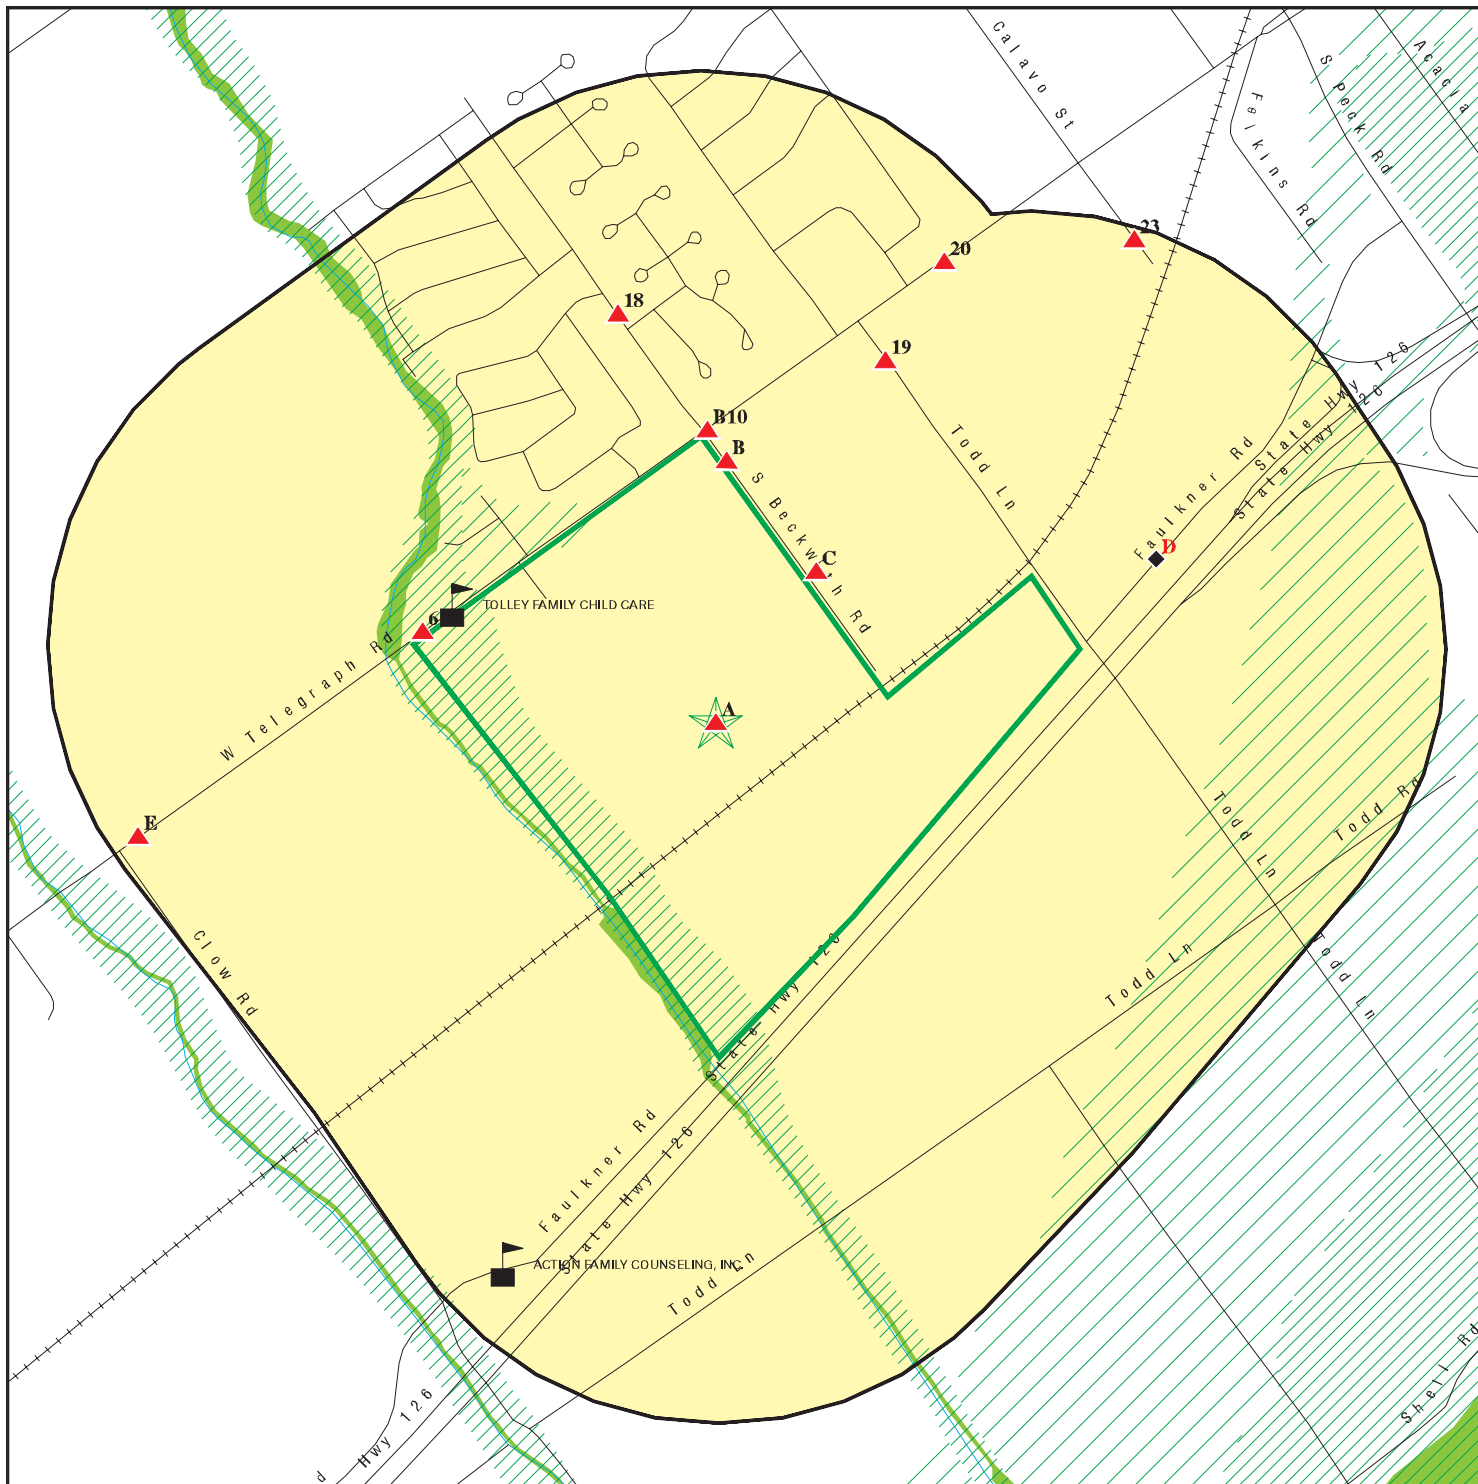 Calavo St
S Peck Rd
Acacia
Felkins Rd
23
20
18
19
State Hwy 126
State Hwy 126
B10
B
Todd Ln
Faulkner Rd
S Beckwith Rd
D
C
TOLLEY FAMILY CHILD CARE
6
W Telegraph Rd
A
E
Todd Ln
Todd Rd
Clow Rd
State Hwy 126
Todd Ln
Todd Ln
Faulkner Rd
State Hwy 126
ACTION FAMILY COUNSELING, INC.
Todd Ln
Shell Rd
d Hwy 126